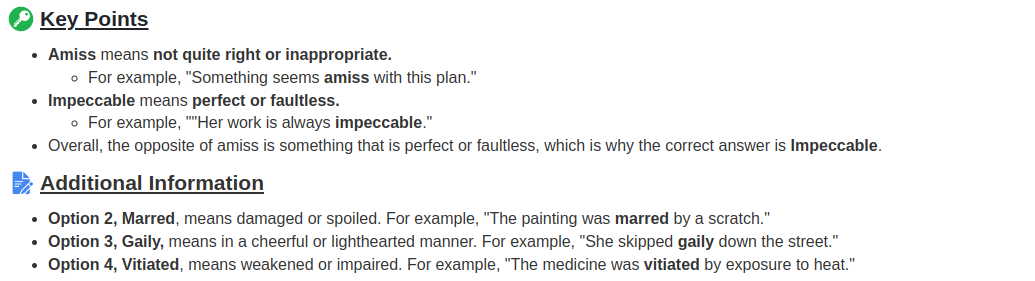 Key Points
Amiss means not quite right or inappropriate.
For example, "Something seems amiss with this plan."
Impeccable means perfect or faultless.
For example, ""Her work is always impeccable."
Overall, the opposite of amiss is something that is perfect or faultless, which is why the correct answer is Impeccable.
Additional Information
Option 2, Marred, means damaged or spoiled. For example, "The painting was marred by a scratch."
Option 3, Gaily, means in a cheerful or lighthearted manner. For example, "She skipped gaily down the street."
Option 4, Vitiated, means weakened or impaired. For example, "The medicine was vitiated by exposure to heat."